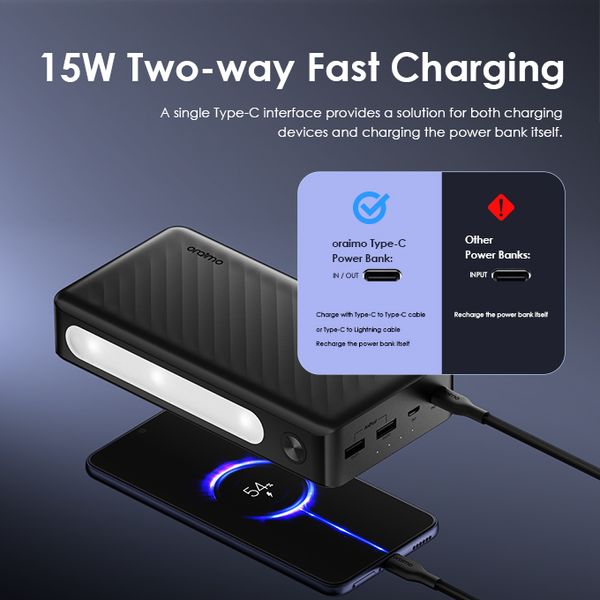 15W Two-way Fast Charging
A single Type-C interface provides a solution for both charging
devices and charging the power bank itself.
oraimo Type-C
Power Bank:
IN / OUT
Charge with Type-C to Type-C cable
or Type-C to Lightning cable
Recharge the power bank itself
Other
Power Banks:
INPUT
Recharge the power bank itself
oraimo
oraimo
54%
oraimo